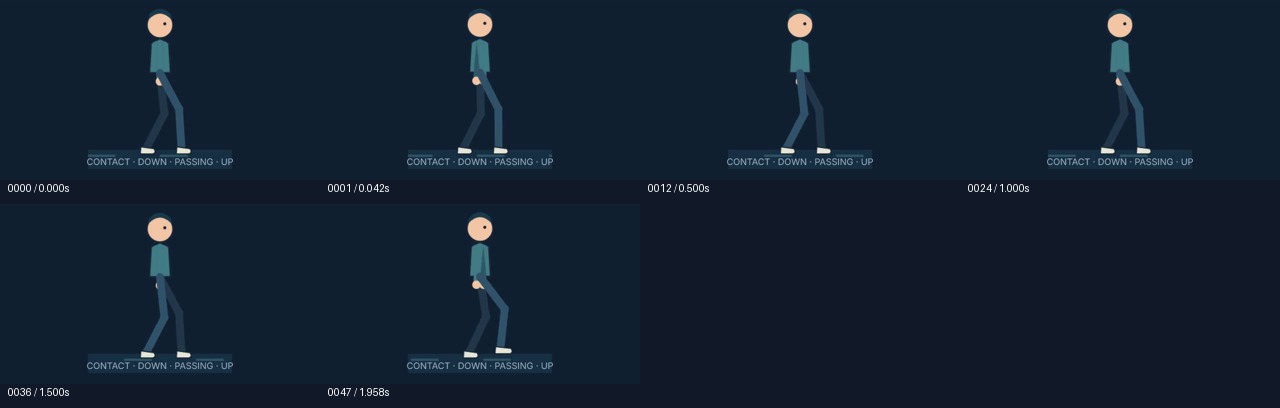 CONTACT · DOWN · PASSING · UP
CONTACT · DOWN · PASSING · UP
CONTACT · DOWN · PASSING · UP
CONTACT · DOWN · PASSING · UP
0000 / 0.000s
0001 / 0.042s
0012 / 0.500s
0024 / 1.000s
CONTACT · DOWN · PASSING · UP
CONTACT · DOWN · PASSING · UP
0036 / 1.500s
0047 / 1.958s